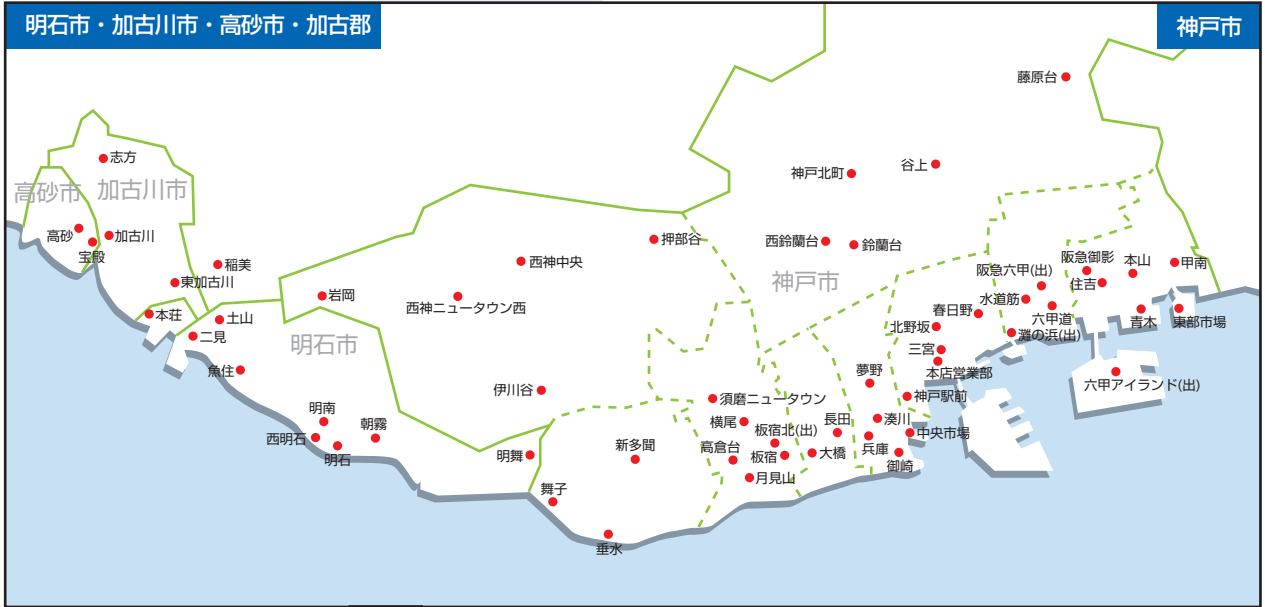 明石市・加古川市・高砂市・加古郡
神戸市
藤原台
志方
谷上
神戸北町
高砂市
加古川市
高砂
加古川
宝殿
押部谷
西鈴蘭台
鈴蘭台
稲美
西神中央
神戸市
阪急御影
本山
甲南
阪急六甲(出)
住吉
東加古川
岩岡
西神ニュータウン西
水道筋
春日野
六甲道
青木
東部市場
本荘
土山
二見
明石市
北野坂
灘の浜(出)
三宮
本店営業部
魚住
夢野
六甲アイランド(出)
伊川谷
須磨ニュータウン
神戸駅前
明南
朝霧
横尾
板宿北(出)
長田
湊川
中央市場
西明石
明石
明舞
新多聞
高倉台
板宿
大橋
兵庫
御崎
月見山
舞子
垂水